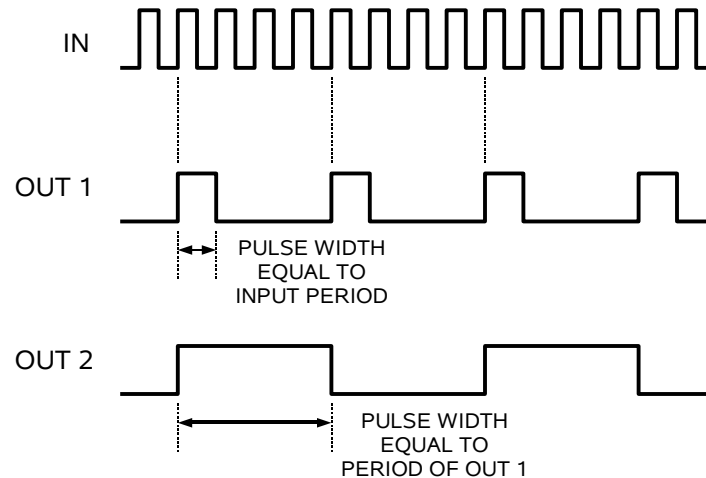 IN
OUT 1
PULSE WIDTH
EQUAL TO
INPUT PERIOD
OUT 2
PULSE WIDTH
EQUAL TO
PERIOD OF OUT 1